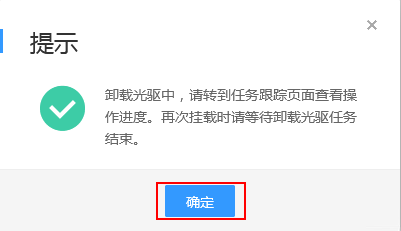 提示
卸载光驱中，请转到任务跟踪页面查看操
作进度。再次挂载时请等待卸载光驱任务
结束。
确定